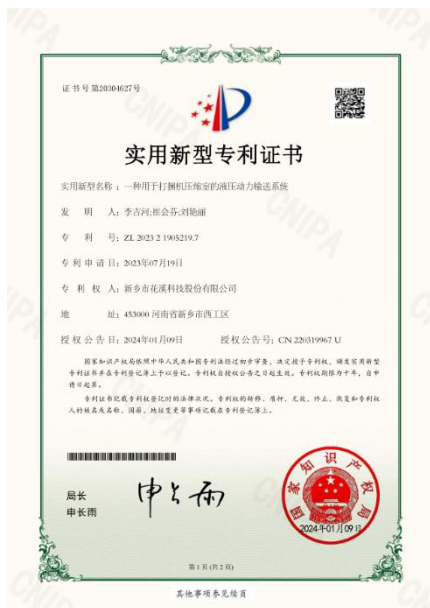 证书号第20304627号
实用新型专利证书
实用新型名称：一种用于打捆机压缩室的液压动力输送系统
发明人：李吉河;崔会芬;刘艳丽
专利号：ZL 2023 2 1905219.7
专利申请日：2023年07月19日
专利权人：新乡市花溪科技股份有限公司
地址：453000 河南省新乡市西工区
授权公告日：2024年01月09日 授权公告号：CN 220319967 U
国家知识产权局依照中华人民共和国专利法经过初步审查，决定授予专利权，颁发实用新型
专利证书并在专利登记簿上予以登记。专利权自授权公告之日起生效。专利权期限为十年，自申
请日起算。
专利证书记载专利权登记时的法律状况。专利权的转移、质押、无效、终止、恢复和专利权
人的姓名或名称、国籍、地址变更等事项记载在专利登记簿上。
局长
申长雨
申长雨
国家知识产权局
2024年01月09日
第 1 页 (共 2 页)
其他事项参见续页
CNIPA